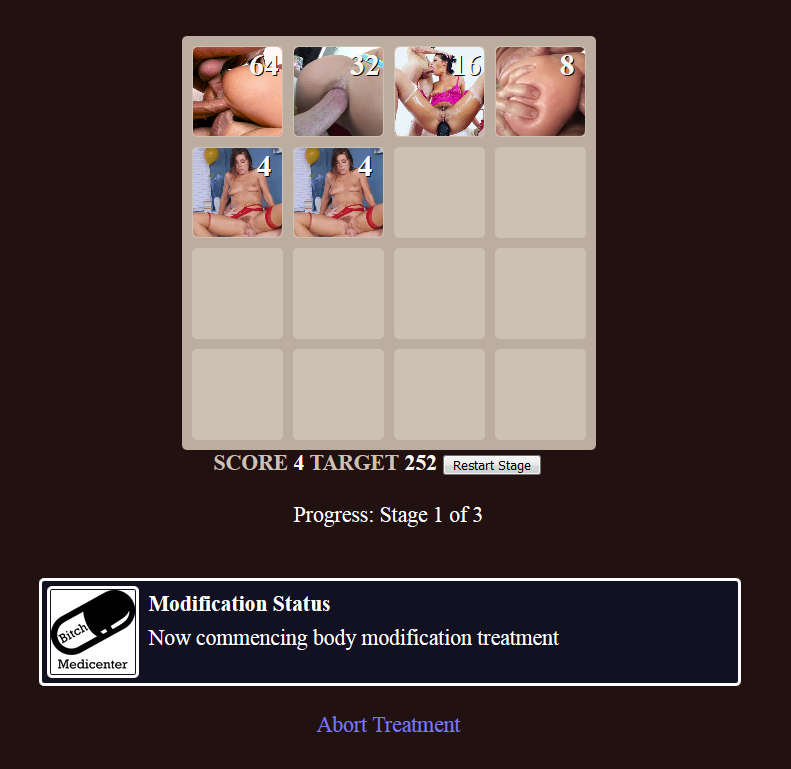 64 32 16 8
4 4
SCORE 4 TARGET 252 Restart Stage
Progress: Stage 1 of 3
Modification Status
Now commencing body modification treatment
Bitch
Medicenter
Abort Treatment